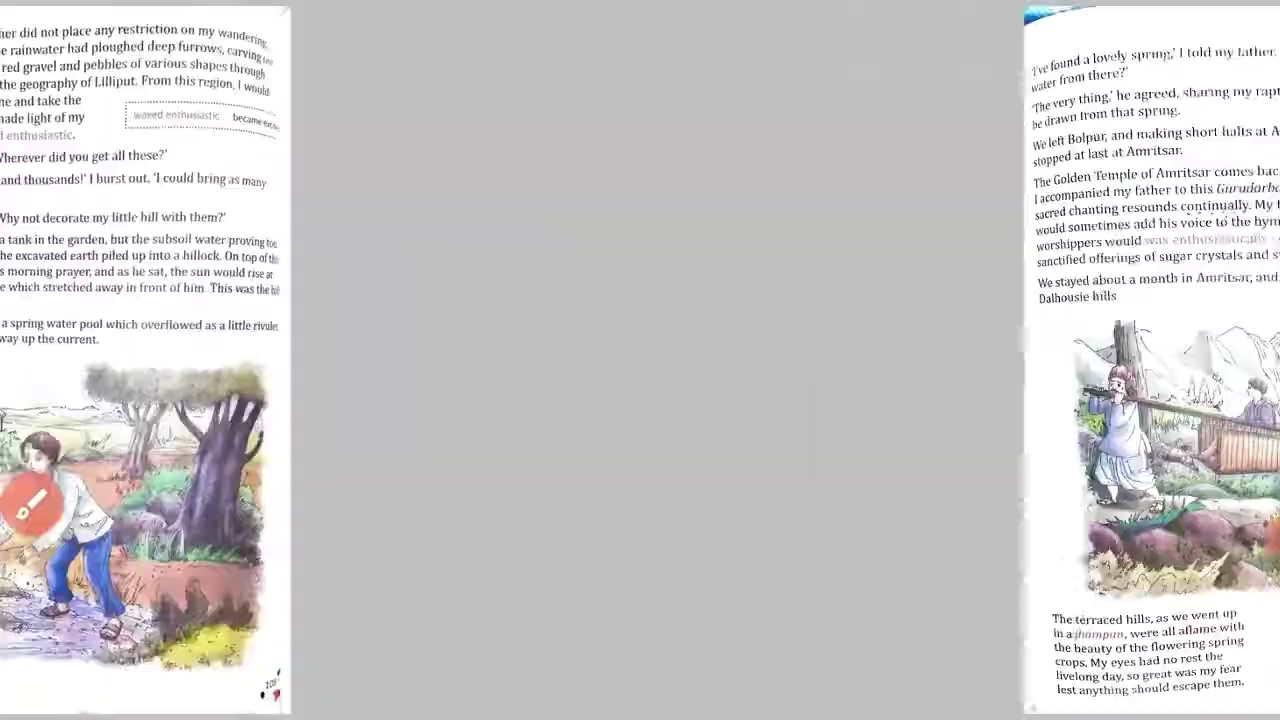 her did not place any restriction on my wandering.
e rainwater had ploughed deep furrows, carving
red gravel and pebbles of various shapes through
the geography of Lilliput. From this region, I would
me and take the
made light of my
enthusiastic.
waxed enthusiastic became
Wherever did you get all these?'
and thousands!' I burst out. 'I could bring as many
Why not decorate my little hill with them?'
a tank in the garden, but the subsoil water proving too
he excavated earth piled up into a hillock. On top of
s morning prayer, and as he sat, the sun would rise at
e which stretched away in front of him. This was the
a spring water pool which overflowed as a little
way up the current.
'I've found a lovely spring,' I told my father.
water from there?'
'The very thing,' he agreed, sharing my
be drawn from that spring.
We left Bolpur, and making short halts at A
stopped at last at Amritsar.
The Golden Temple of Amritsar comes
I accompanied my father to this
sacred chanting resounds continually. My
would sometimes add his voice to the
worshippers would was enthusiastically
sanctified offerings of sugar crystals and
We stayed about a month in Amritsar, and
Dalhousie hills
The terraced hills, as we went up
in a jhampan, were all aflame with
the beauty of the flowering spring
crops. My eyes had no rest the
livelong day, so great was my fear
lest anything should escape them.